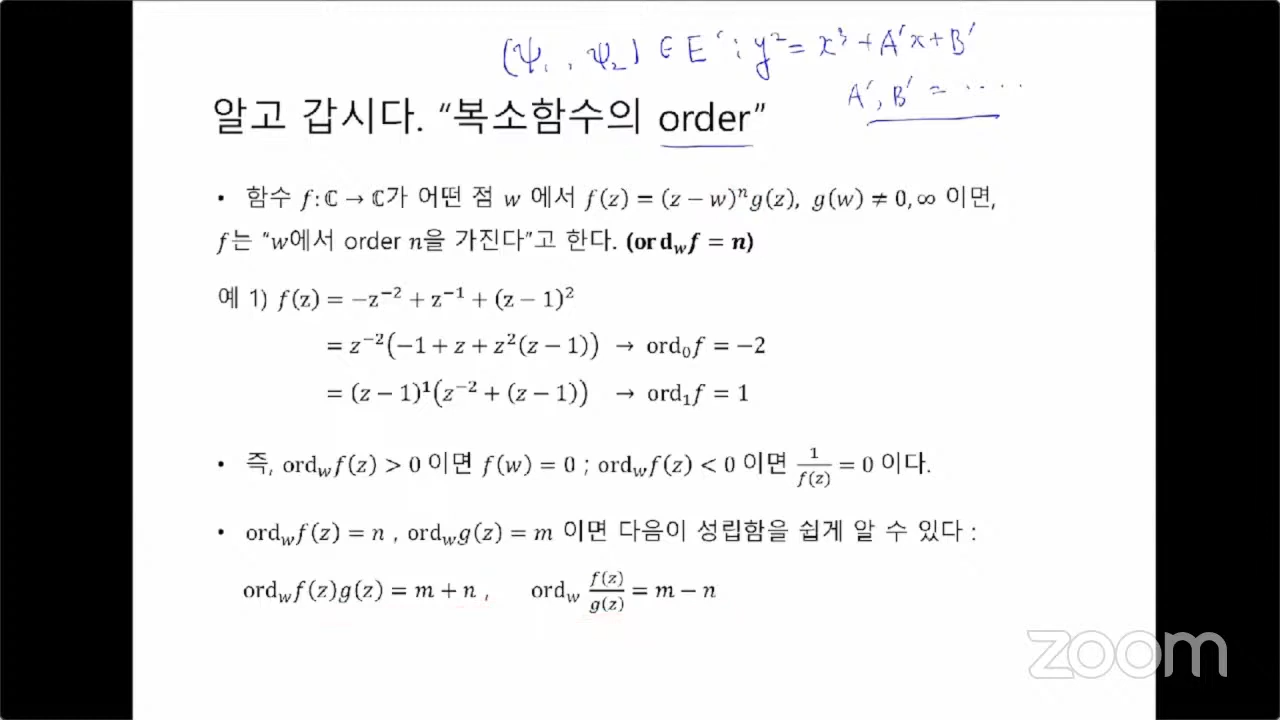 (ψ₁, ψ₂) ∈ E′ : y² = x³ + A′x + B′
A′, B′ = ‧‧‧‧‧
알고 갑시다. “복소함수의 order”
• 함수 f: ℂ → ℂ가 어떤 점 w 에서 f(z) = (z − w)ⁿg(z), g(w) ≠ 0, ∞ 이면,
f는 “w에서 order n을 가진다”고 한다. (ord_w f = n)
예 1) f(z) = −z⁻² + z⁻¹ + (z − 1)²
= z⁻²(−1 + z + z²(z − 1)) → ord₀f = −2
= (z − 1)¹(z⁻² + (z − 1)) → ord₁f = 1
• 즉, ord_w f(z) > 0 이면 f(w) = 0 ; ord_w f(z) < 0 이면 1/f(z) = 0 이다.
• ord_w f(z) = n , ord_w g(z) = m 이면 다음이 성립함을 쉽게 알 수 있다 :
ord_w f(z)g(z) = m + n , ord_w f(z)/g(z) = m − n
zoom